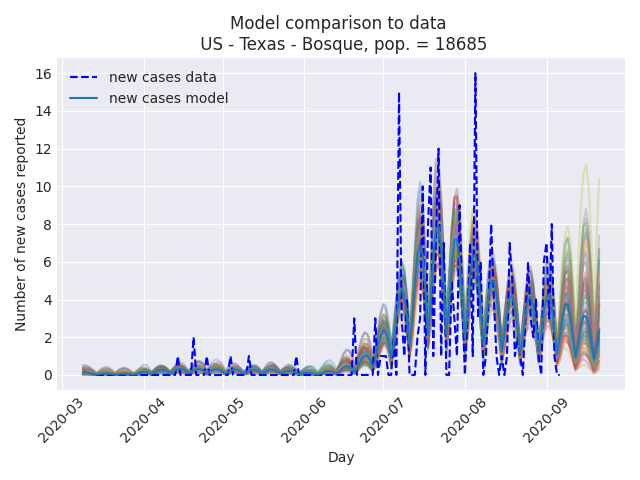 Model comparison to data
US - Texas - Bosque, pop. = 18685
new cases data
new cases model
Number of new cases reported
16
14
12
10
8
6
4
2
0
2020-03
2020-04
2020-05
2020-06
2020-07
2020-08
2020-09
Day